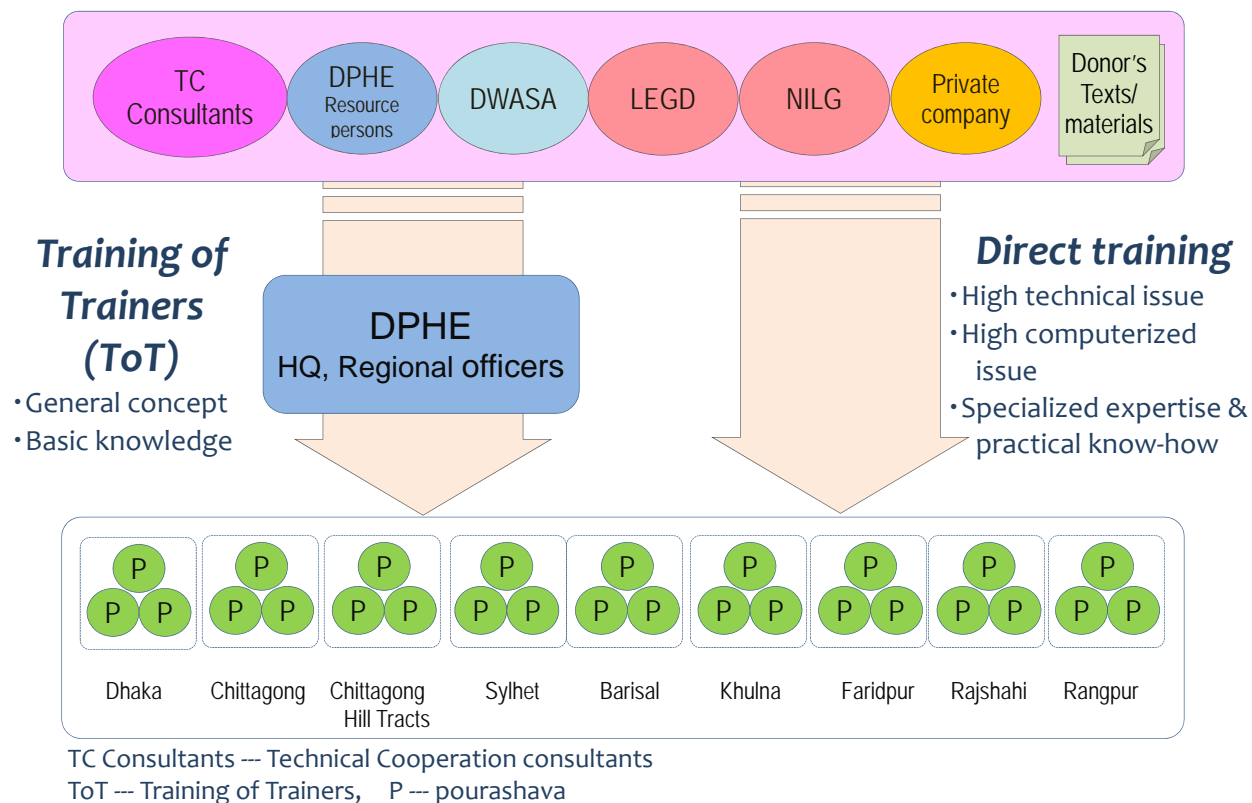 TC
Consultants
DPHE
Resource
persons
DWASA
LEGD
NILG
Private
company
Donor's
Texts/
materials
Training of
Trainers
(ToT)
・General concept
・Basic knowledge
DPHE
HQ, Regional officers
Direct training
・High technical issue
・High computerized
issue
・Specialized expertise &
practical know-how
P
P P
P
P P
P
P P
P
P P
P
P P
P
P P
P
P P
P
P P
P
P P
Dhaka
Chittagong
Chittagong
Hill Tracts
Sylhet
Barisal
Khulna
Faridpur
Rajshahi
Rangpur
TC Consultants --- Technical Cooperation consultants
ToT --- Training of Trainers, P --- pourashava